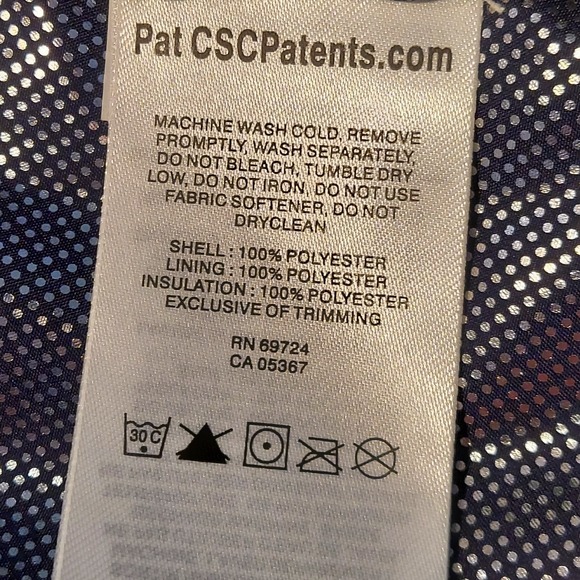 Pat CSCPatents.com
MACHINE WASH COLD, REMOVE
PROMPTLY, WASH SEPARATELY,
DO NOT BLEACH, TUMBLE DRY
LOW, DO NOT IRON, DO NOT USE
FABRIC SOFTENER, DO NOT
DRYCLEAN
SHELL : 100% POLYESTER
LINING : 100% POLYESTER
INSULATION : 100% POLYESTER
EXCLUSIVE OF TRIMMING
RN 69724
CA 05367
30 C